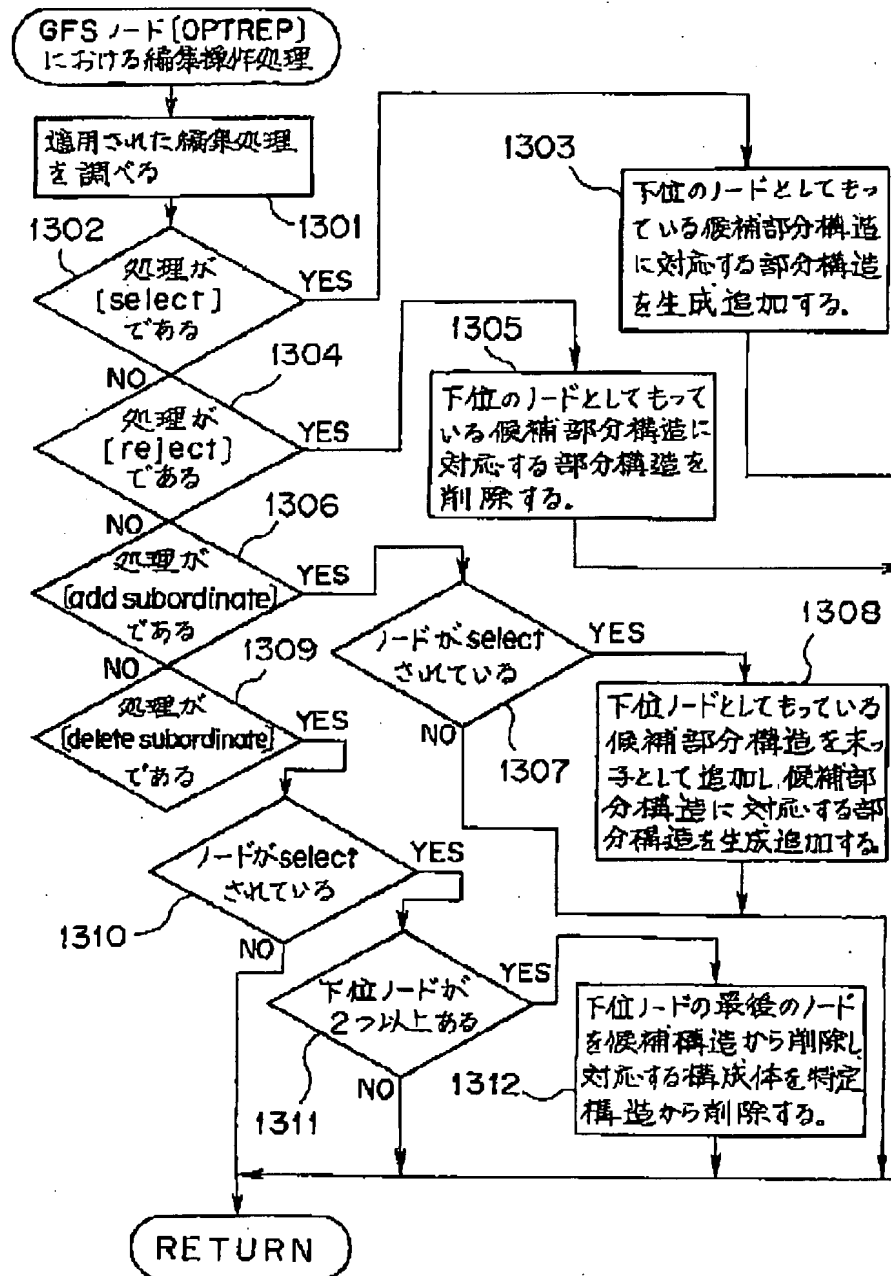 GFSノード[OPTREP]
における編集操作処理
適用された編集処理
を調べる
1301
1302
処理が
[select]
である
YES
NO
1303
下位のノードとしてもっ
ている候補部分構造
に対応する部分構造
を生成追加する。
1304
処理が
[reject]
である
YES
NO
1305
下位のノードとしてもって
いる候補部分構造に
対応する部分構造を
削除する。
1306
処理が
[add subordinate]
である
YES
NO
ノードがselect
されている
YES
NO
1307
1308
下位ノードとしてもっている
候補部分構造を末っ
子として追加し、候補部
分構造に対応する部
分構造を生成追加する。
1309
処理が
[delete subordinate]
である
YES
ノードがselect
されている
YES
1310
NO
下位ノードが
2つ以上ある
YES
1311
NO
下位ノードの最後のノード
を候補構造から削除し
対応する構成体を特定
構造から削除する。
1312
RETURN